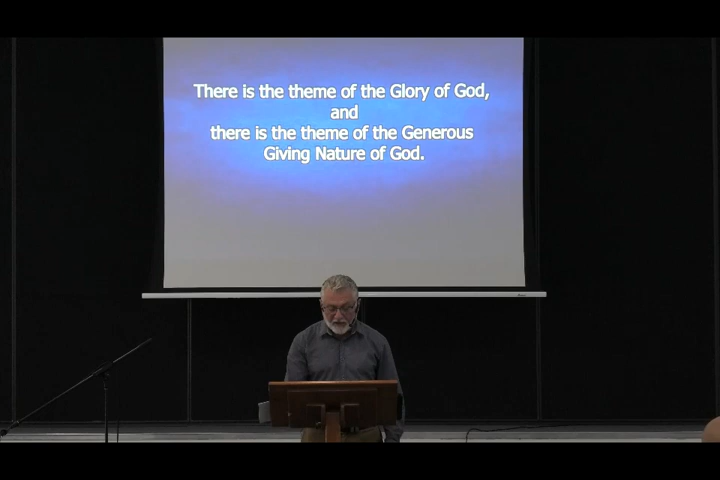 There is the theme of the Glory of God,
and
there is the theme of the Generous
Giving Nature of God.